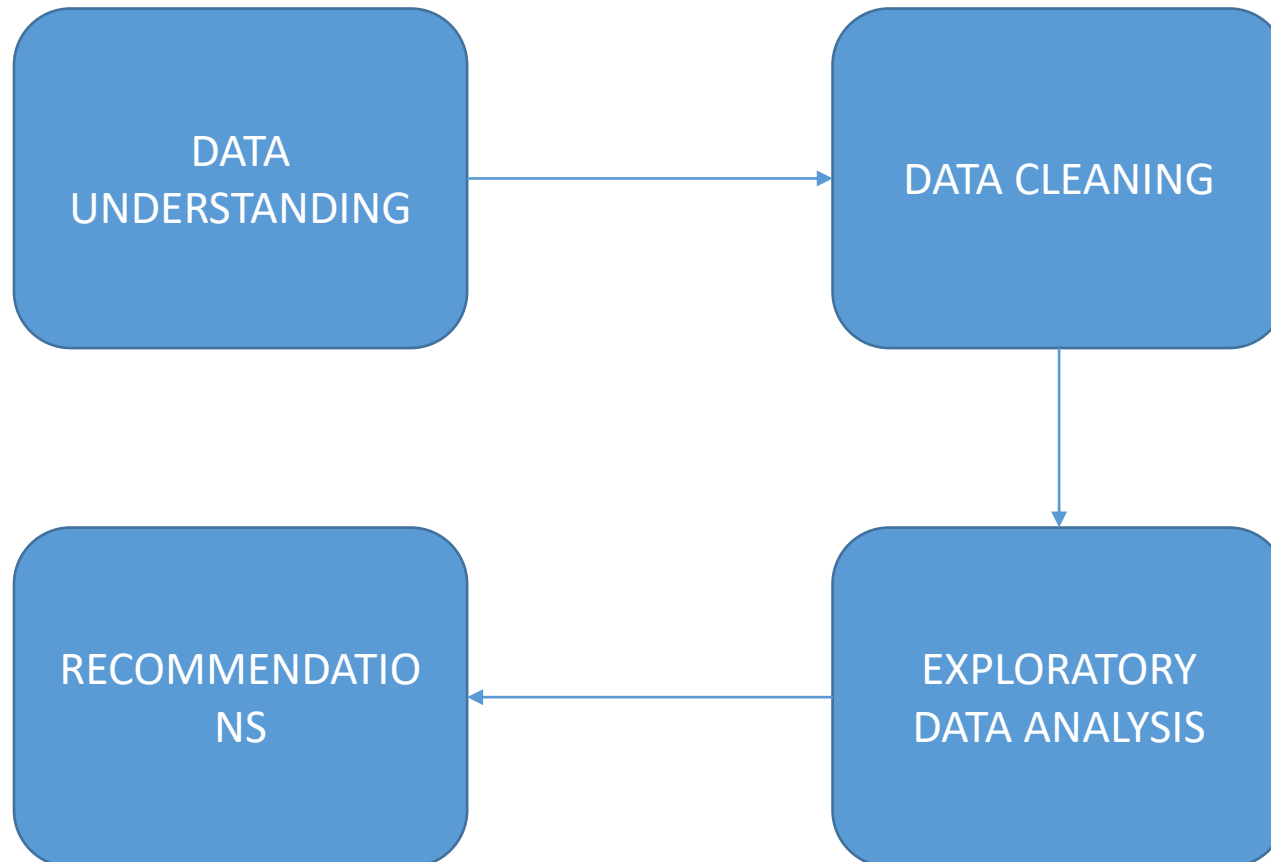 DATA
UNDERSTANDING
DATA CLEANING
RECOMMENDATIO
NS
EXPLORATORY
DATA ANALYSIS